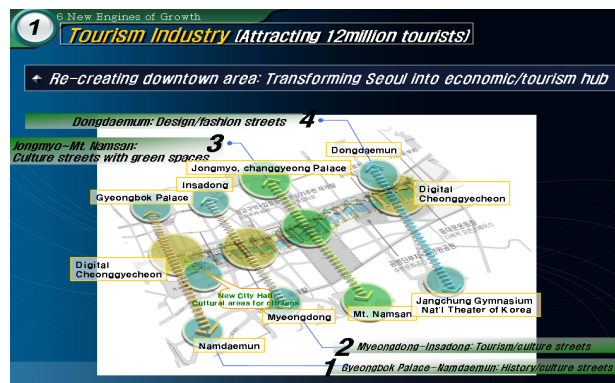 6 New Engines of Growth
1
Tourism Industry (Attracting 12million tourists)
Re-creating downtown area: Transforming Seoul into economic/tourism hub
Dongdaemun: Design/fashion streets
4
Jongmyo~Mt. Namsan:
Culture streets with green spaces
3
Dongdaemun
Jongmyo, changgyeong Palace
Insadong
Gyeongbok Palace
Digital
Cheonggyecheon
Digital
Cheonggyecheon
New City Hall
Cultural areas for citizens
Myeongdong
Mt. Namsan
Jangchung Gymnasium
Nat'l Theater of Korea
Namdaemun
2
Myeongdong-Insadong: Tourism/culture streets
1
Gyeongbok Palace-Namdaemun: History/culture streets